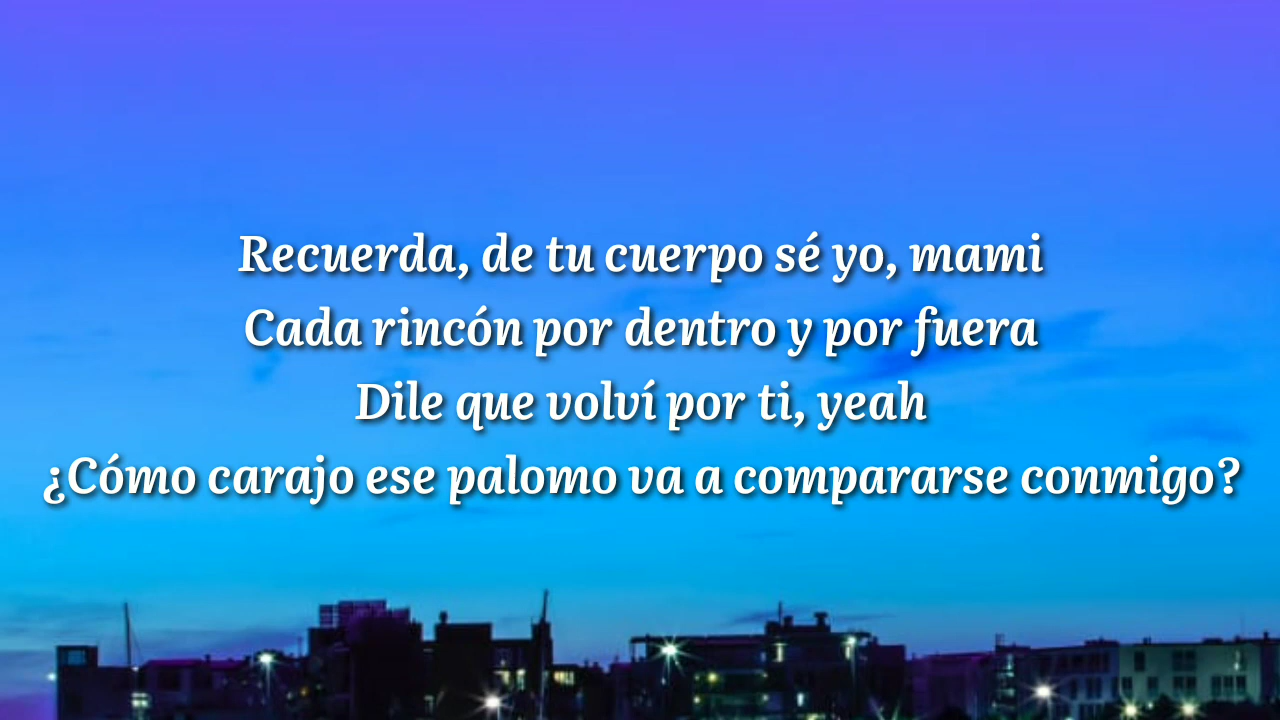 Recuerda, de tu cuerpo sé yo, mami
Cada rincón por dentro y por fuera
Dile que volví por ti, yeah
¿Cómo carajo ese palomo va a compararse conmigo?